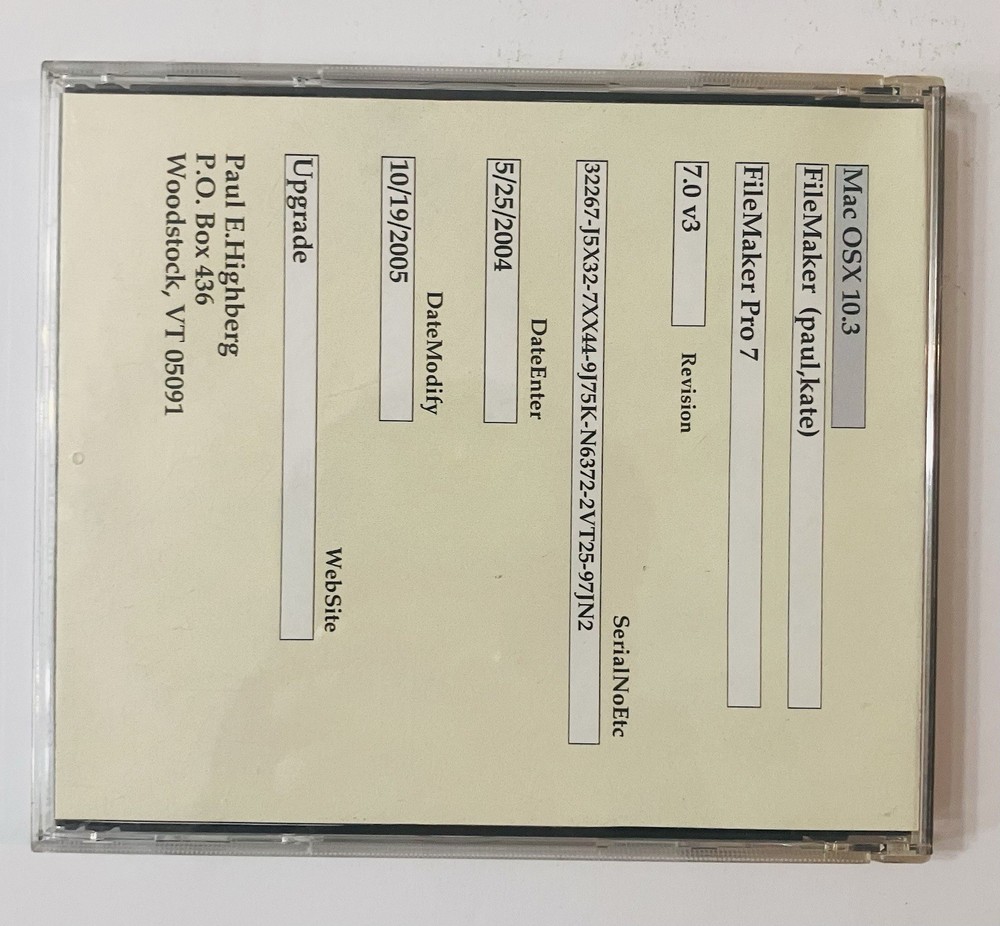 Mac OSX 10.3
FileMaker (paul,kate)
FileMaker Pro 7
7.0 v3 Revision
SerialNoEtc
32267-J5X32-7XX44-9J75K-N6372-2VT25-97JN2
DateEnter
5/25/2004
DateModify
10/19/2005
WebSite
Upgrade
Paul E.Highberg
P.O. Box 436
Woodstock, VT 05091